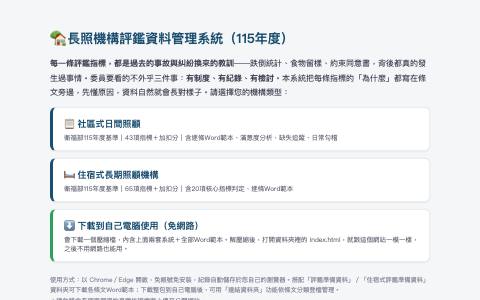 長照機構評鑑資料管理系統（115年度）
每一條評鑑指標，都是過去的事故與糾紛換來的教訓——跌倒統計、食物留樣、約束同意書，背後都真的發
生過事情。委員要看的不外乎三件事：有制度、有紀錄、有檢討。本系統把每條指標的「為什麼」都寫在條
文旁邊，先懂原因，資料自然就會長對樣子。請選擇您的機構類型：
社區式日間照顧
衛福部115年度基準｜43項指標＋加扣分｜含逐條Word範本、滿意度分析、缺失追蹤、日常勾稽
住宿式長期照顧機構
衛福部115年度基準｜65項指標＋加扣分｜含20項核心指標判定、逐條Word範本
下載到自己電腦使用（免網路）
會下載一個壓縮檔，內含上面兩套系統＋全部Word範本。解壓縮後，打開資料夾裡的 index.html，就跟這個網站一模一樣，
之後不用網路也能用。
使用方式：以 Chrome / Edge 開啟，免帳號免安裝，紀錄自動儲存於您自己的瀏覽器。搭配「評鑑準備資料」/「住宿式評鑑準備資料」
資料夾可下載各條文Word範本；下載整包到自己電腦後，可用「連結資料夾」功能依條文分類歸檔管理。